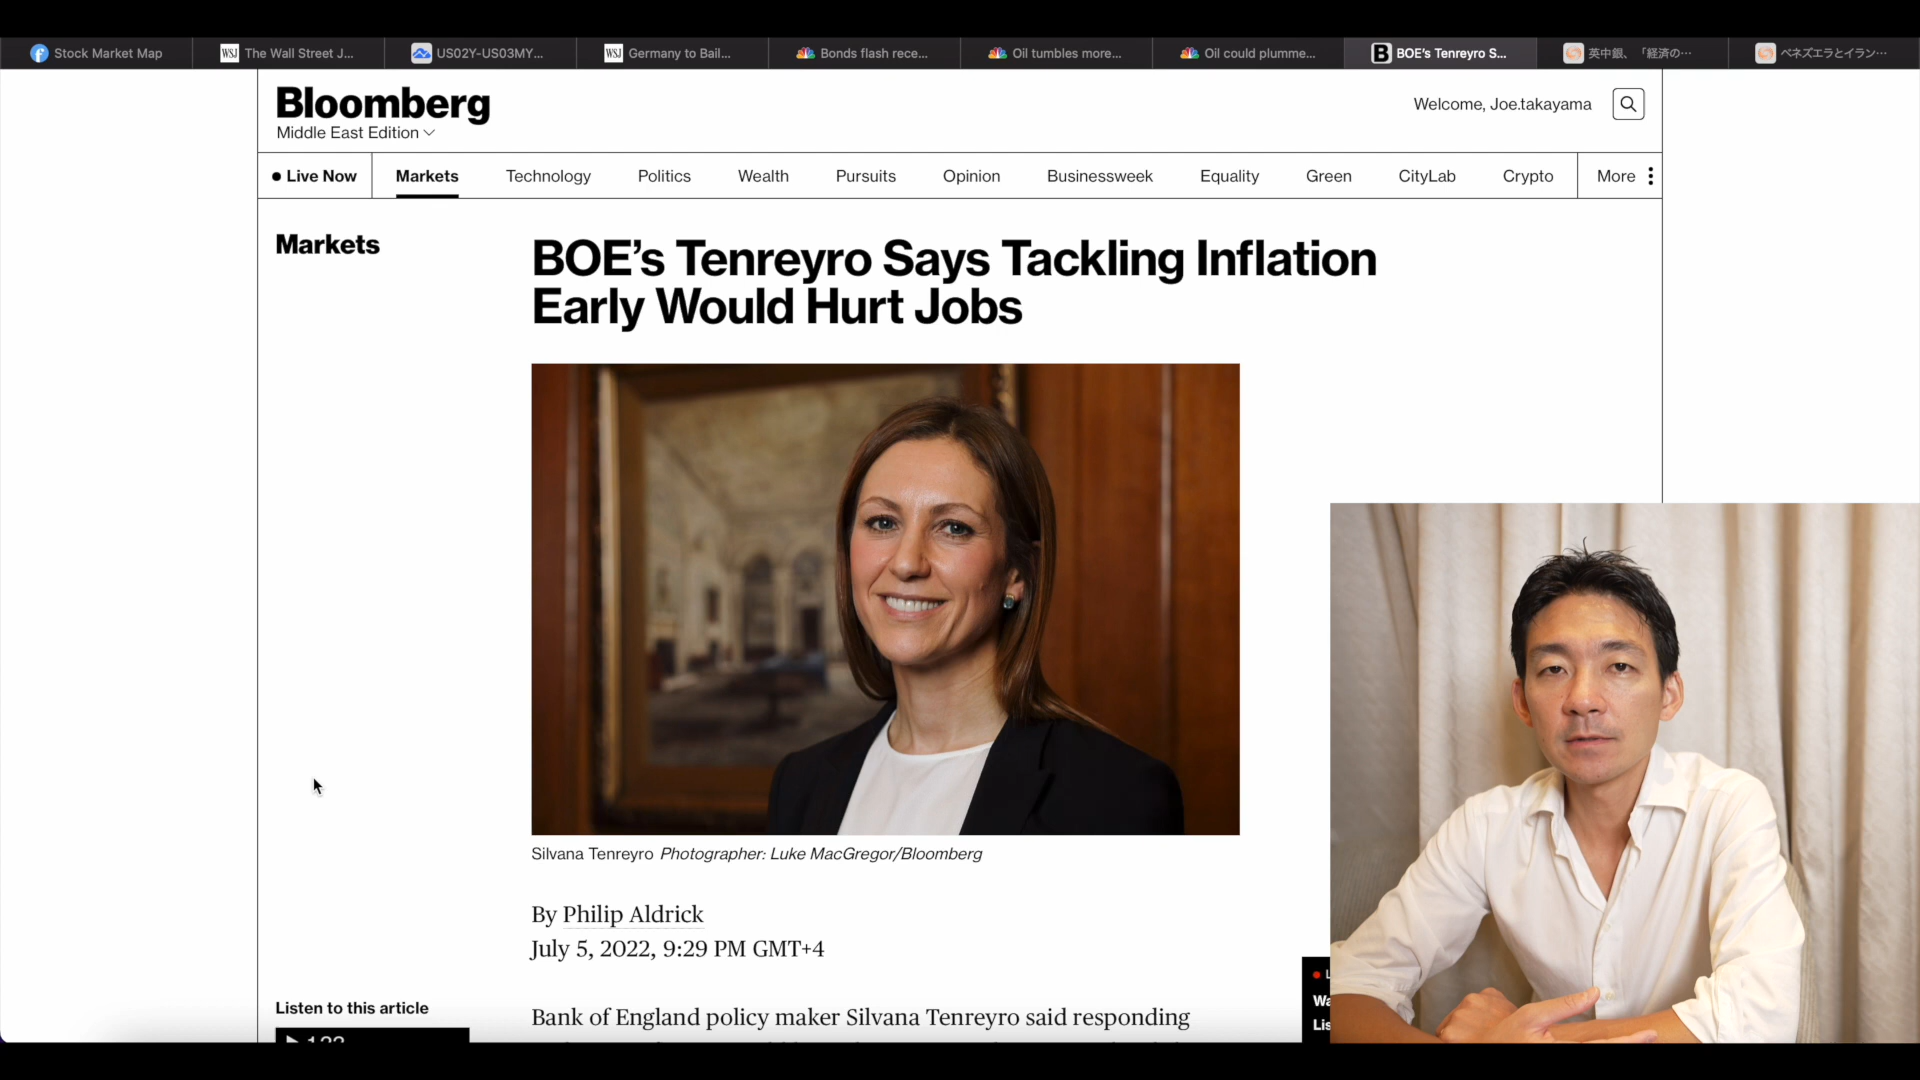 Stock Market Map
WSJ The Wall Street J...
US02Y-US03MY...
WSJ Germany to Bail...
Bonds flash rece...
Oil tumbles more...
Oil could plumme...
B BOE's Tenreyro S...
英中銀、「経済の…
ベネズエラとイラン…
Bloomberg
Middle East Edition
Welcome, Joe.takayama
Live Now
Markets
Technology
Politics
Wealth
Pursuits
Opinion
Businessweek
Equality
Green
CityLab
Crypto
More
Markets
BOE's Tenreyro Says Tackling Inflation
Early Would Hurt Jobs
Silvana Tenreyro Photographer: Luke MacGregor/Bloomberg
By Philip Aldrick
July 5, 2022, 9:29 PM GMT+4
Listen to this article
Bank of England policy maker Silvana Tenreyro said responding